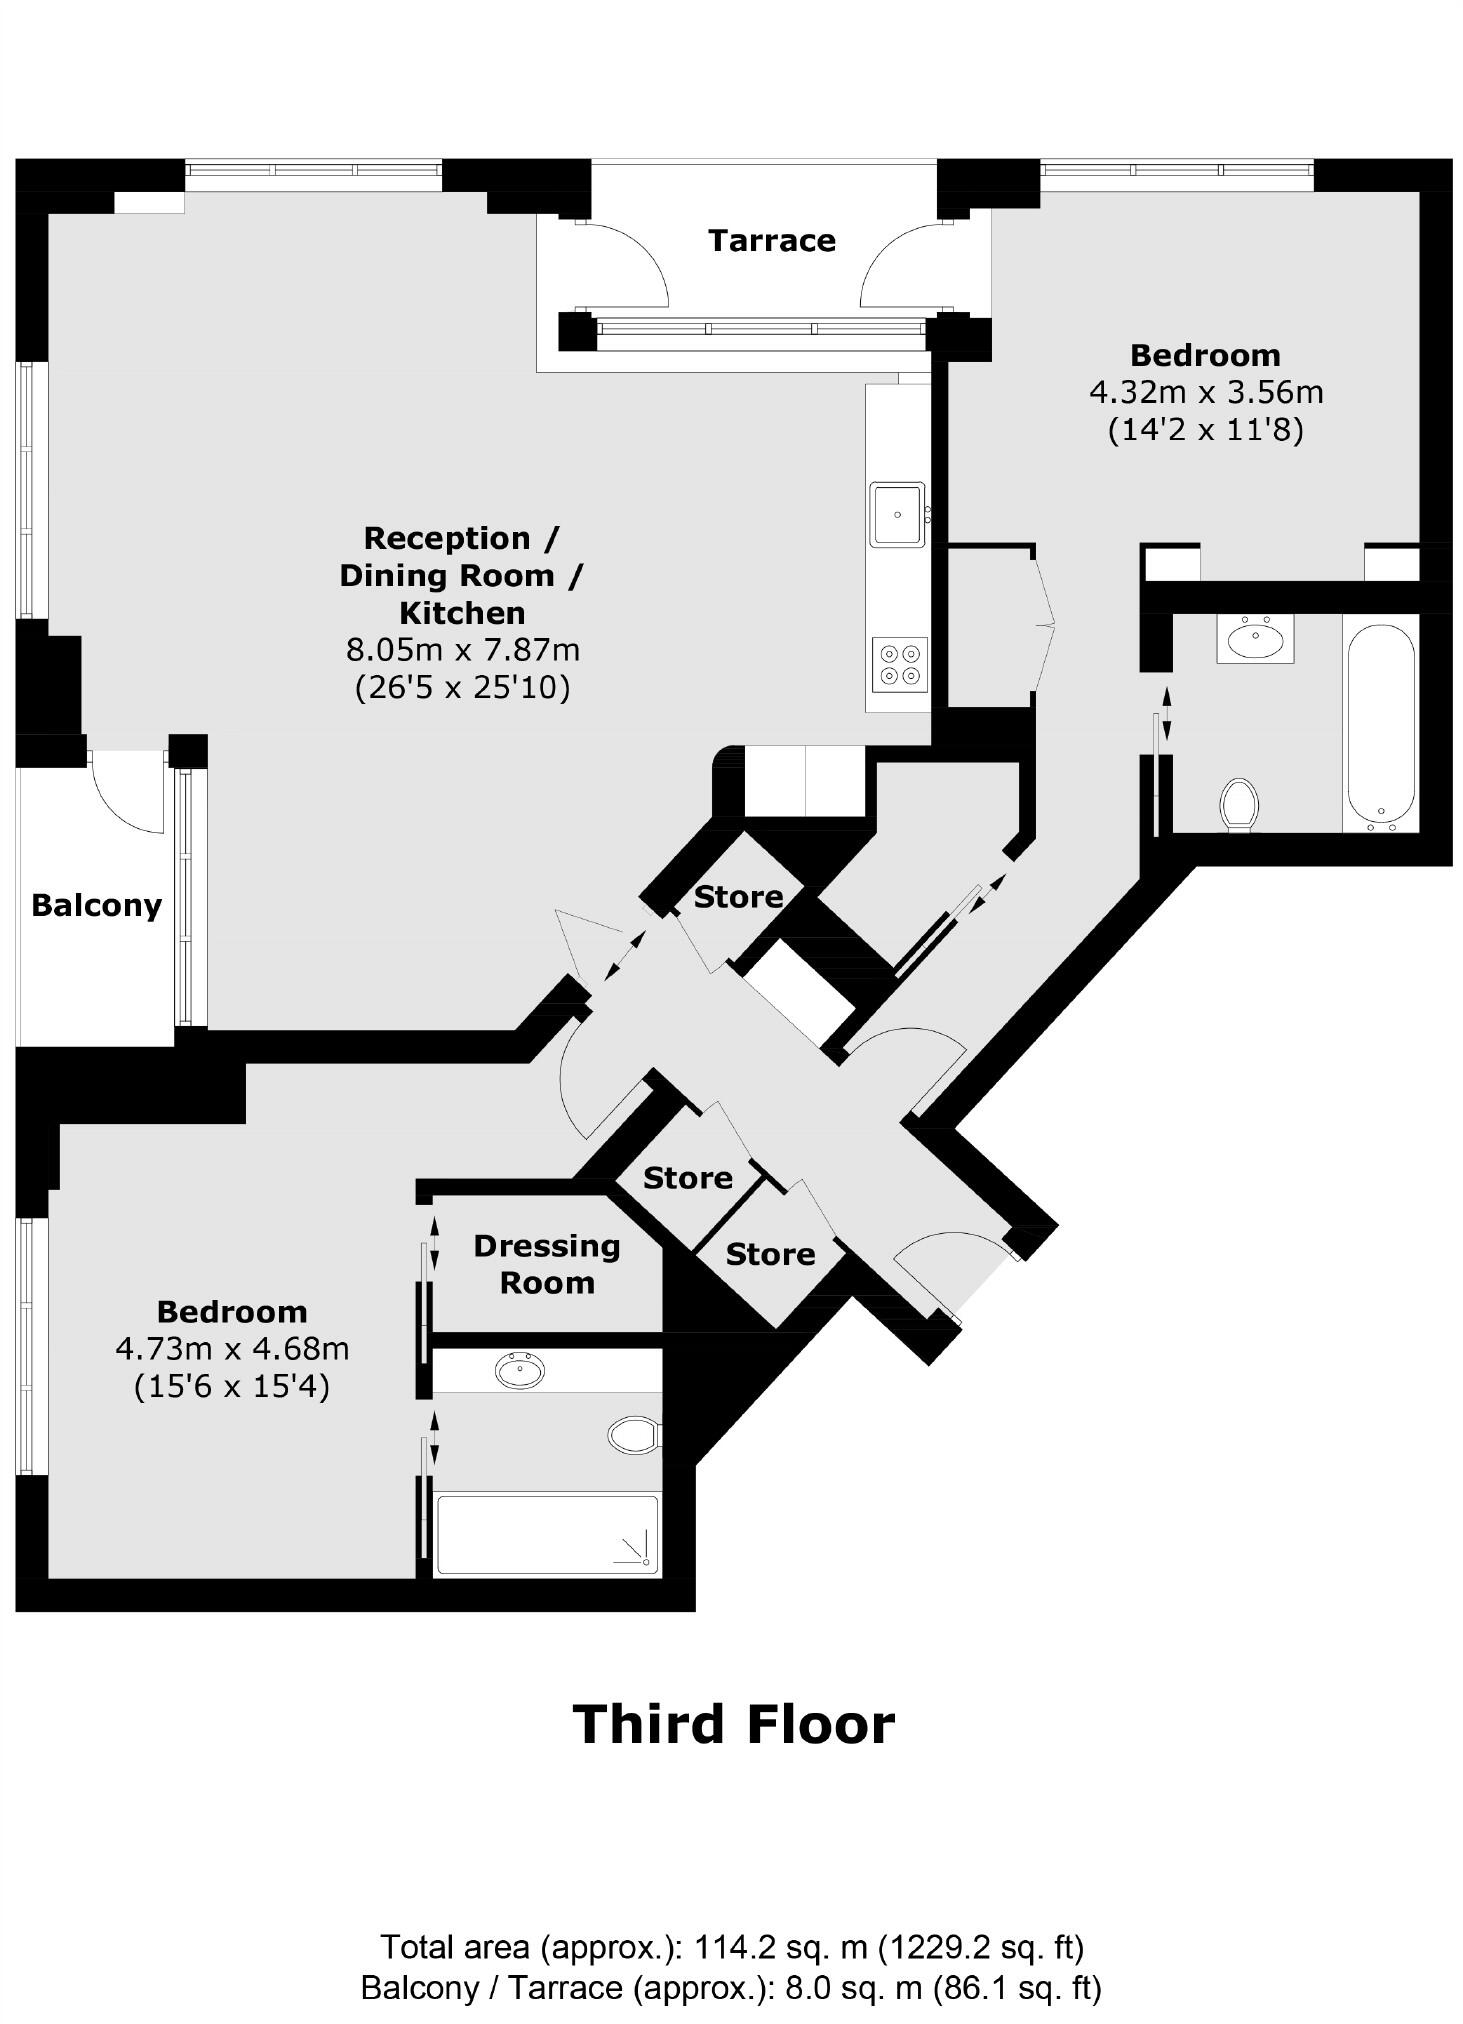 Tarrace
Bedroom
4.32m x 3.56m
(14'2 x 11'8)
Reception /
Dining Room /
Kitchen
8.05m x 7.87m
(26'5 x 25'10)
Balcony
Store
Store
Store
Dressing
Room
Bedroom
4.73m x 4.68m
(15'6 x 15'4)
Third Floor
Total area (approx.): 114.2 sq. m (1229.2 sq. ft)
Balcony / Tarrace (approx.): 8.0 sq. m (86.1 sq. ft)